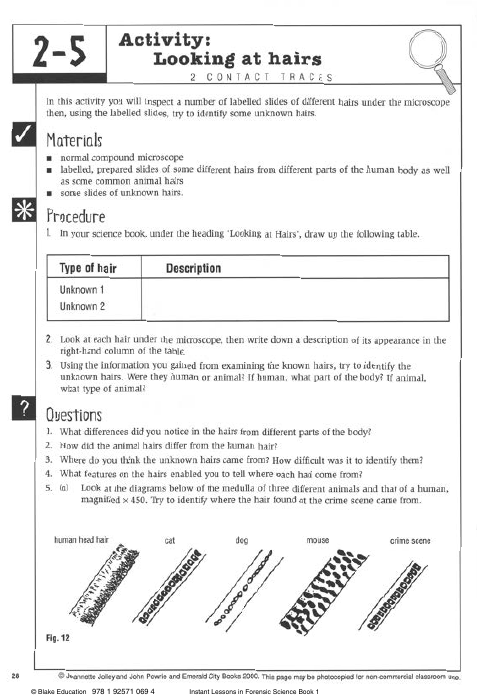 2-5
Activity:
Looking at hairs
2 CONTACT TRACES
In this activity you will inspect a number of labelled slides of different hairs under the microscope
then, using the labelled slides, try to identify some unknown hairs.
✓
Materials
■ normal compound microscope
■ labelled, prepared slides of some different hairs from different parts of the human body as well
as some common animal hairs
■ some slides of unknown hairs.
Procedure
1. In your science book, under the heading 'Looking at Hairs', draw up the following table.
Type of hair Description
Unknown 1
Unknown 2
2. Look at each hair under the microscope, then write down a description of its appearance in the
right-hand column of the table.
3. Using the information you gained from examining the known hairs, try to identify the
unknown hairs. Were they human or animal? If human, what part of the body? If animal,
what type of animal?
?
Questions
1. What differences did you notice in the hairs from different parts of the body?
2. How did the animal hairs differ from the human hair?
3. Where do you think the unknown hairs came from? How difficult was it to identify them?
4. What features on the hairs enabled you to tell where each had come from?
5. (a) Look at the diagrams below of the medulla of three different animals and that of a human,
magnified × 450. Try to identify where the hair found at the crime scene came from.
human head hair cat dog mouse crime scene
Fig. 12
28 © Jeannette Jolley and John Powrie and Emerald City Books 2000. This page may be photocopied for non-commercial classroom use.
© Blake Education 978 1 92571 069 4 Instant Lessons in Forensic Science Book 1